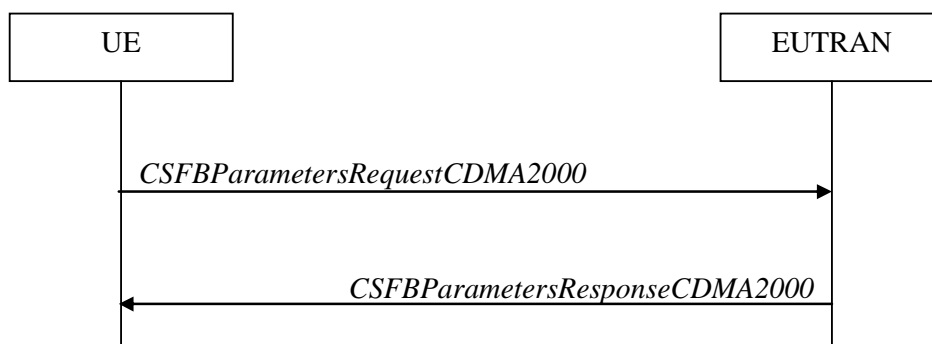 UE
EUTRAN
CSFBParametersRequestCDMA2000
CSFBParametersResponseCDMA2000